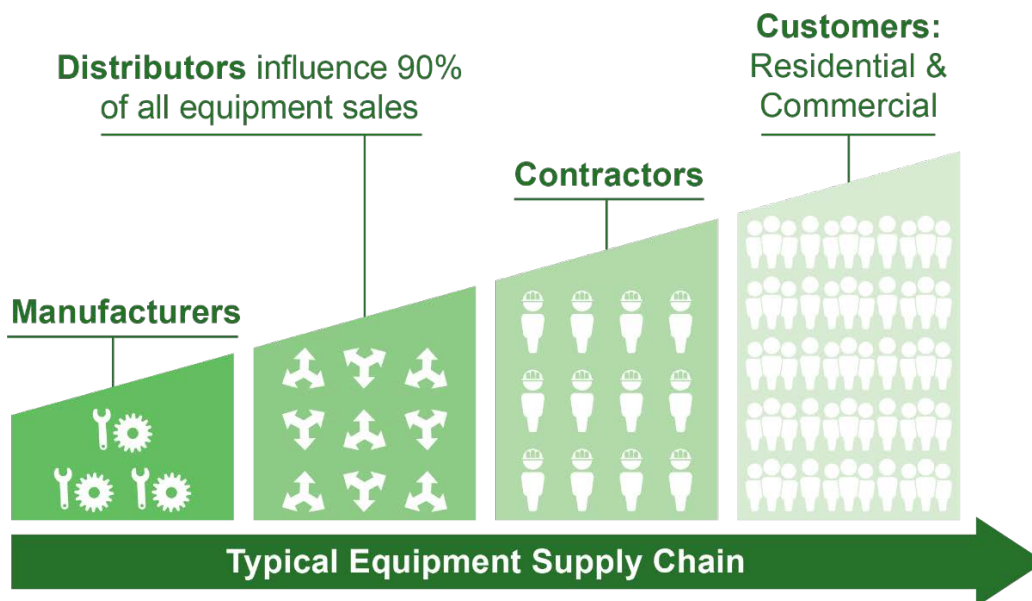 Distributors influence 90%
of all equipment sales
Customers:
Residential &
Commercial
Contractors
Manufacturers
Typical Equipment Supply Chain